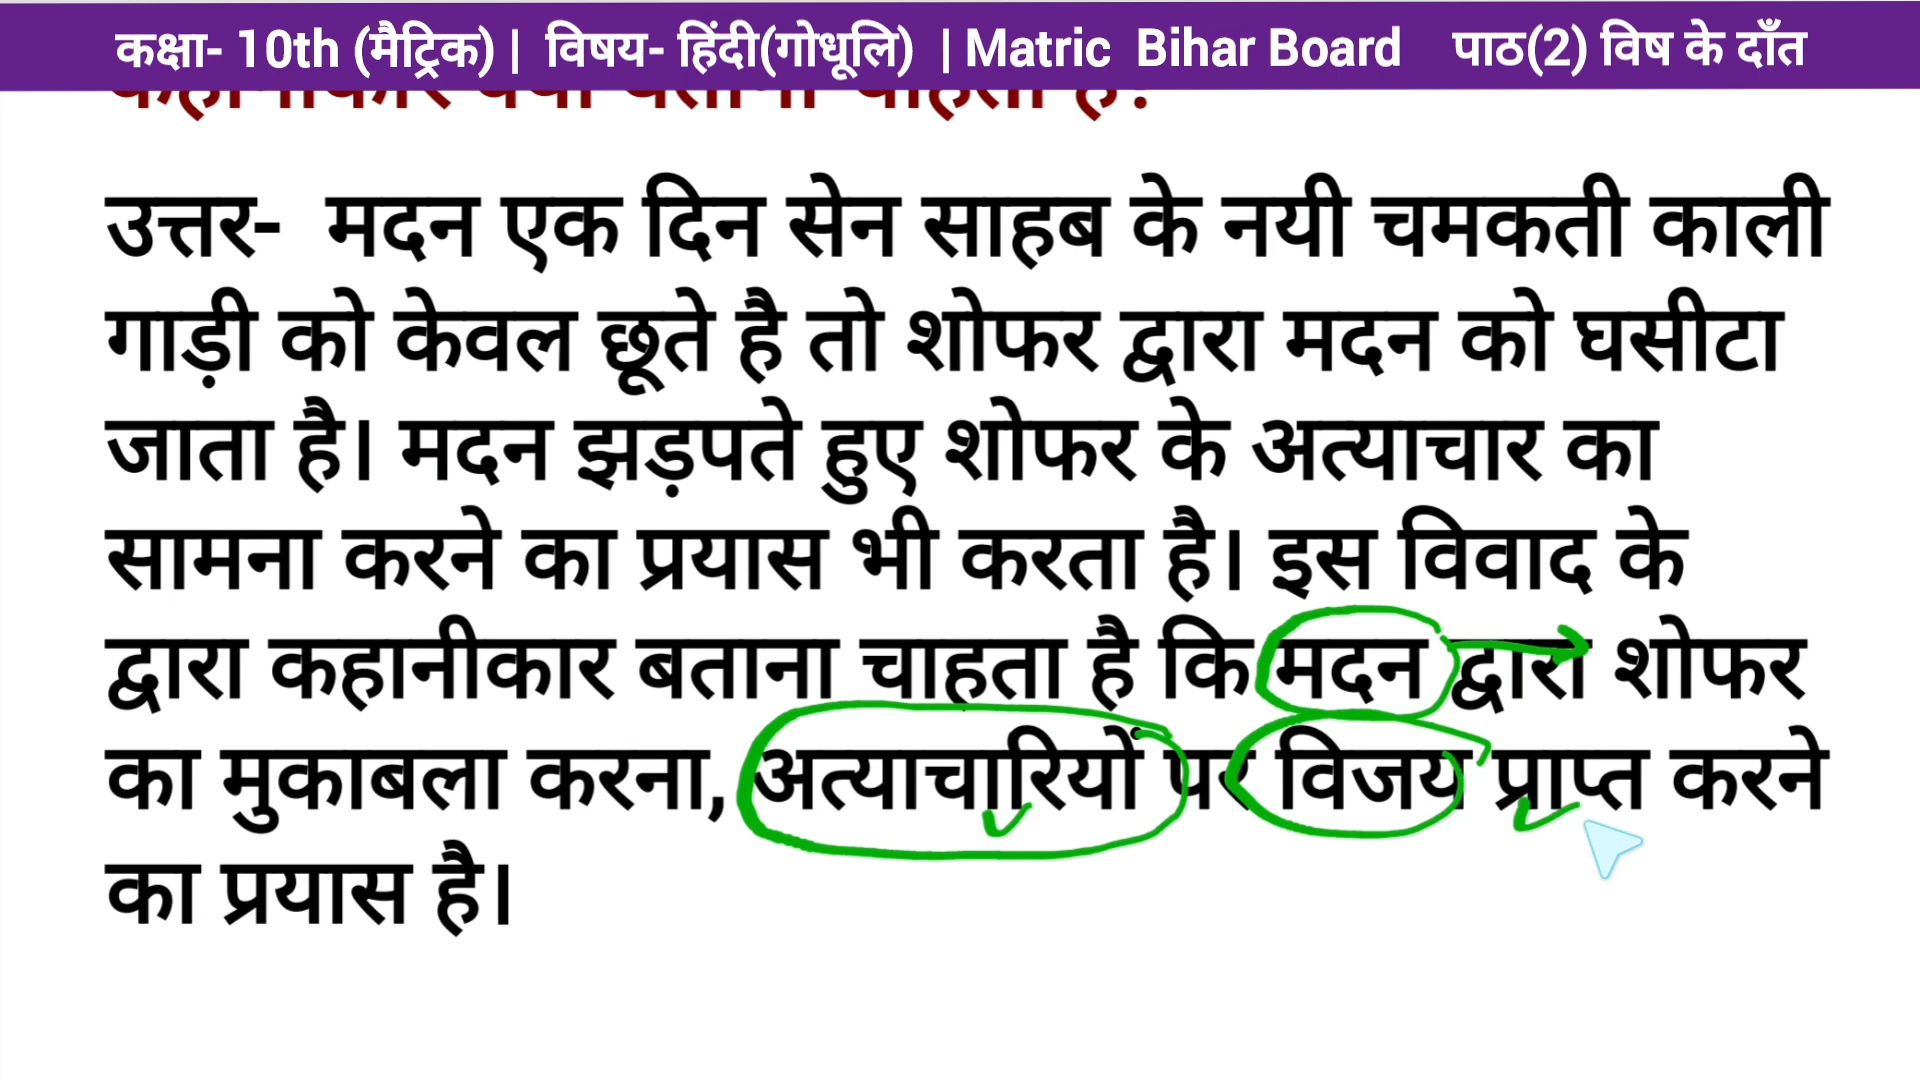 कक्षा- 10th (मैट्रिक) | विषय- हिंदी(गोधूलि) | Matric Bihar Board पाठ(2) विष के दाँत
उत्तर- मदन एक दिन सेन साहब के नयी चमकती काली
गाड़ी को केवल छूते है तो शोफर द्वारा मदन को घसीटा
जाता है। मदन झड़पते हुए शोफर के अत्याचार का
सामना करने का प्रयास भी करता है। इस विवाद के
द्वारा कहानीकार बताना चाहता है कि मदन द्वारा शोफर
का मुकाबला करना, अत्याचारियों पर विजय प्राप्त करने
का प्रयास है।